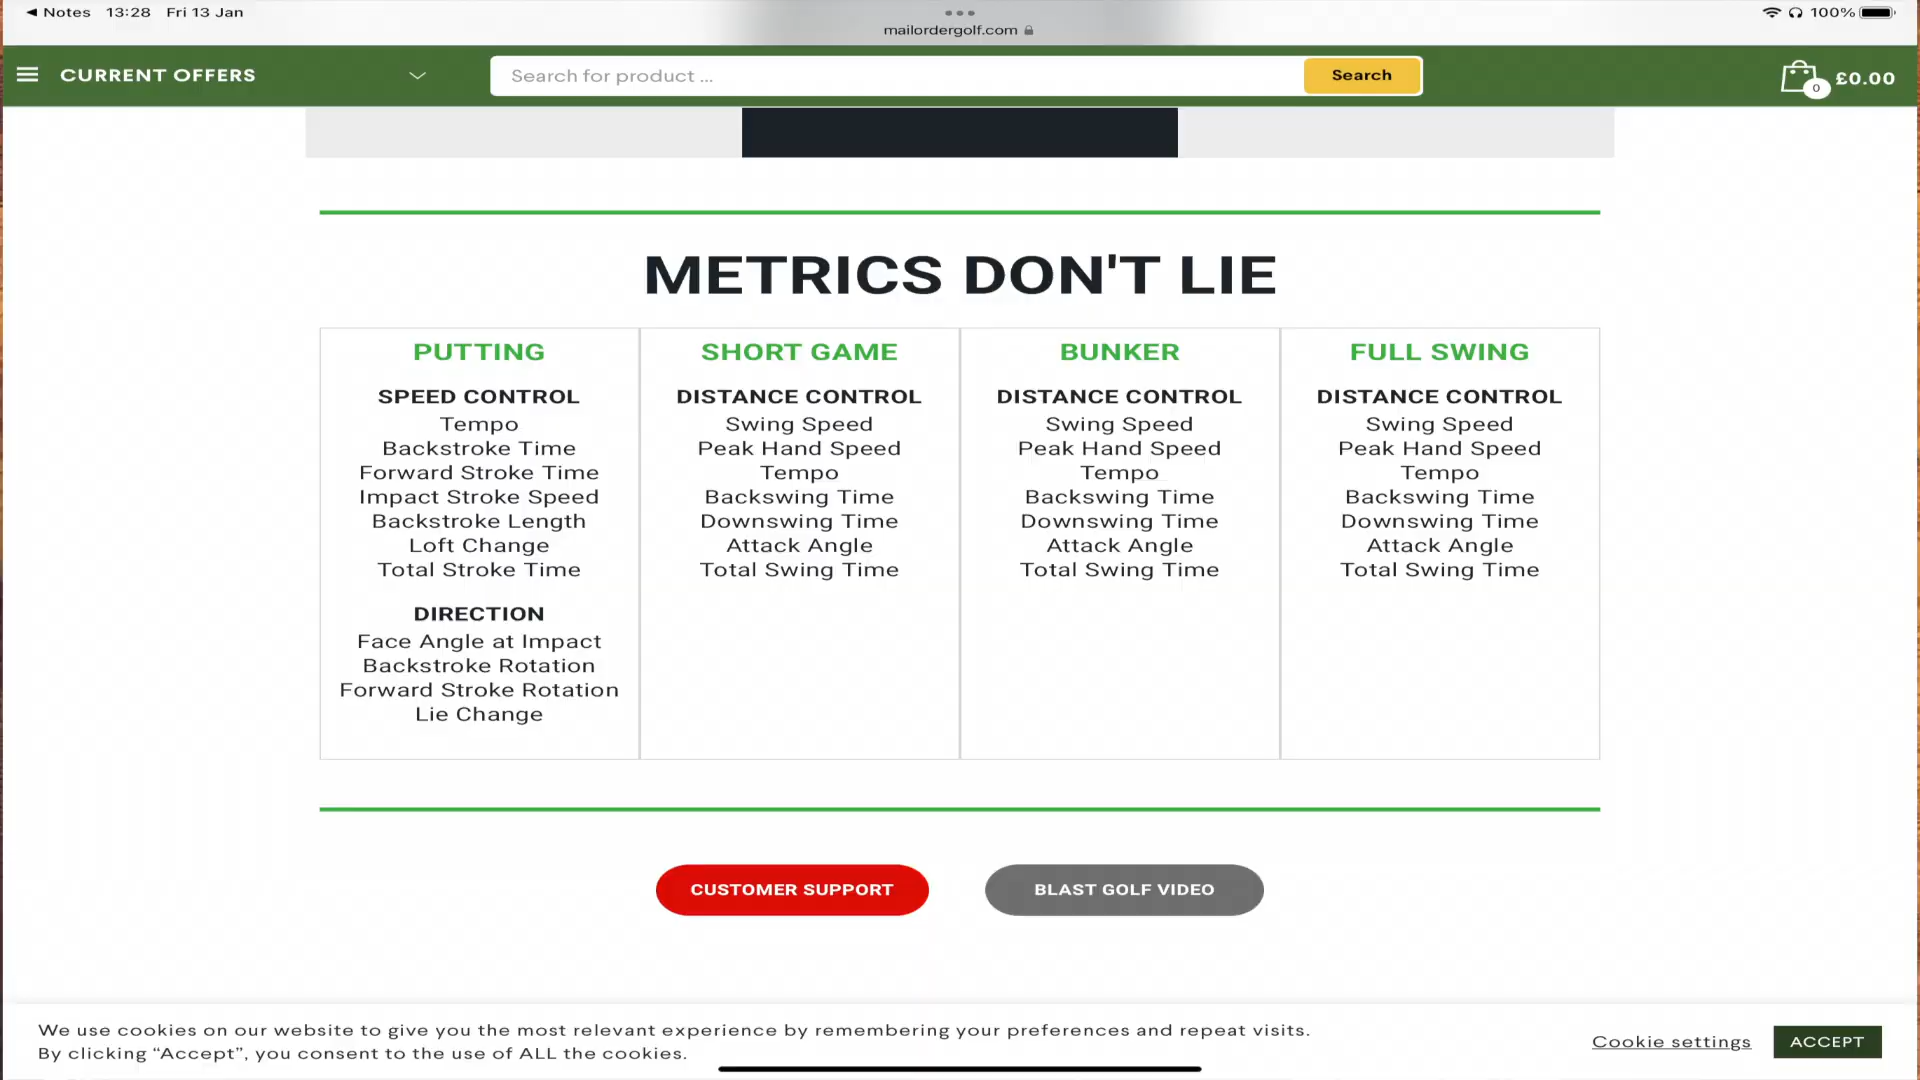 ◀ Notes 13:28 Fri 13 Jan
100%
mailordergolf.com
CURRENT OFFERS
Search for product ...
Search
0
£0.00
METRICS DON'T LIE
PUTTING
SPEED CONTROL
Tempo
Backstroke Time
Forward Stroke Time
Impact Stroke Speed
Backstroke Length
Loft Change
Total Stroke Time
DIRECTION
Face Angle at Impact
Backstroke Rotation
Forward Stroke Rotation
Lie Change
SHORT GAME
DISTANCE CONTROL
Swing Speed
Peak Hand Speed
Tempo
Backswing Time
Downswing Time
Attack Angle
Total Swing Time
BUNKER
DISTANCE CONTROL
Swing Speed
Peak Hand Speed
Tempo
Backswing Time
Downswing Time
Attack Angle
Total Swing Time
FULL SWING
DISTANCE CONTROL
Swing Speed
Peak Hand Speed
Tempo
Backswing Time
Downswing Time
Attack Angle
Total Swing Time
CUSTOMER SUPPORT
BLAST GOLF VIDEO
We use cookies on our website to give you the most relevant experience by remembering your preferences and repeat visits.
By clicking “Accept”, you consent to the use of ALL the cookies.
Cookie settings
ACCEPT